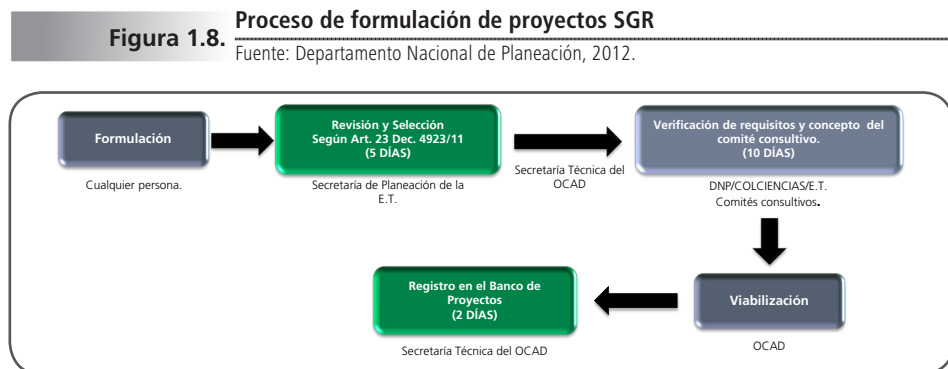 Figura 1.8.
Proceso de formulación de proyectos SGR
Fuente: Departamento Nacional de Planeación, 2012.
Formulación
Cualquier persona.
Revisión y Selección
Según Art. 23 Dec. 4923/11
(5 DÍAS)
Secretaría de Planeación de la
E.T.
Secretaría Técnica del
OCAD
Verificación de requisitos y concepto del
comité consultivo.
(10 DÍAS)
DNP/COLCIENCIAS/E.T.
Comités consultivos.
Viabilización
OCAD
Registro en el Banco de
Proyectos
(2 DÍAS)
Secretaría Técnica del OCAD